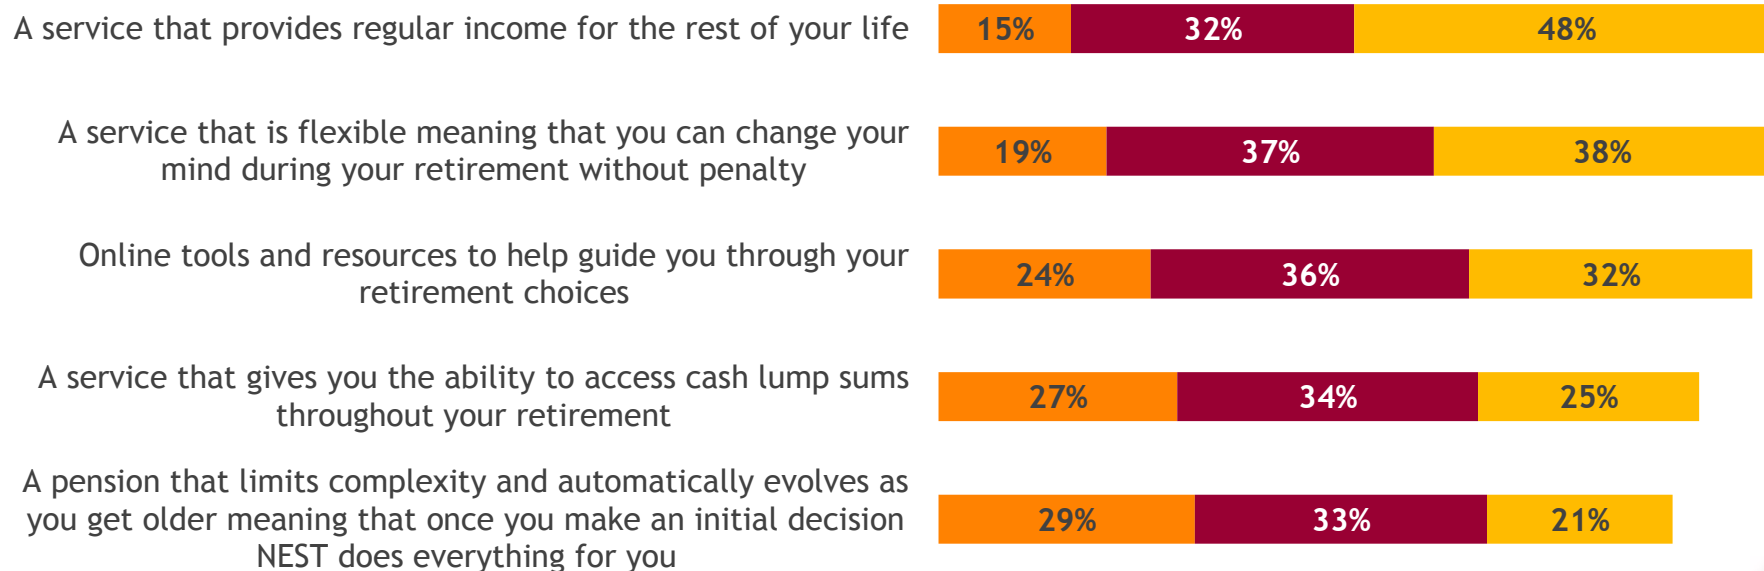 A service that provides regular income for the rest of your life
15% 32% 48%
A service that is flexible meaning that you can change your
mind during your retirement without penalty
19% 37% 38%
Online tools and resources to help guide you through your
retirement choices
24% 36% 32%
A service that gives you the ability to access cash lump sums
throughout your retirement
27% 34% 25%
A pension that limits complexity and automatically evolves as
you get older meaning that once you make an initial decision
NEST does everything for you
29% 33% 21%